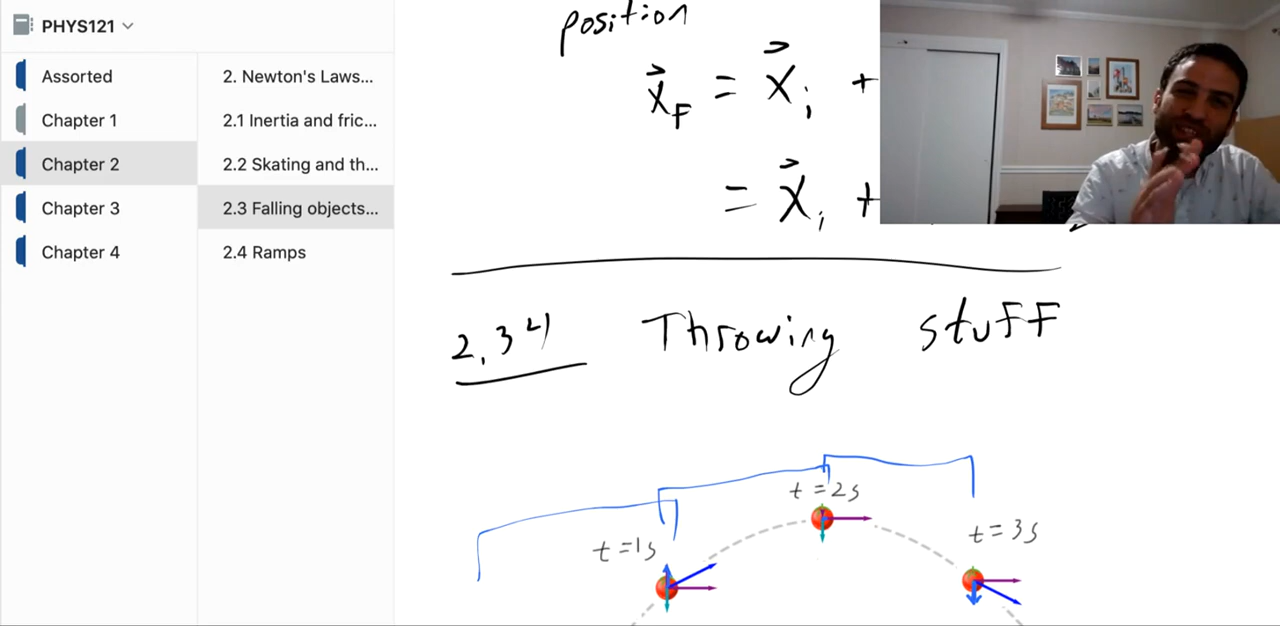 PHYS121
Assorted
Chapter 1
Chapter 2
Chapter 3
Chapter 4
2. Newton's Laws...
2.1 Inertia and fric...
2.2 Skating and th...
2.3 Falling objects...
2.4 Ramps
position
x⃗F = x⃗i +
= x⃗i +
2.34) Throwing stuff
t=2s
t=3s
t=1s